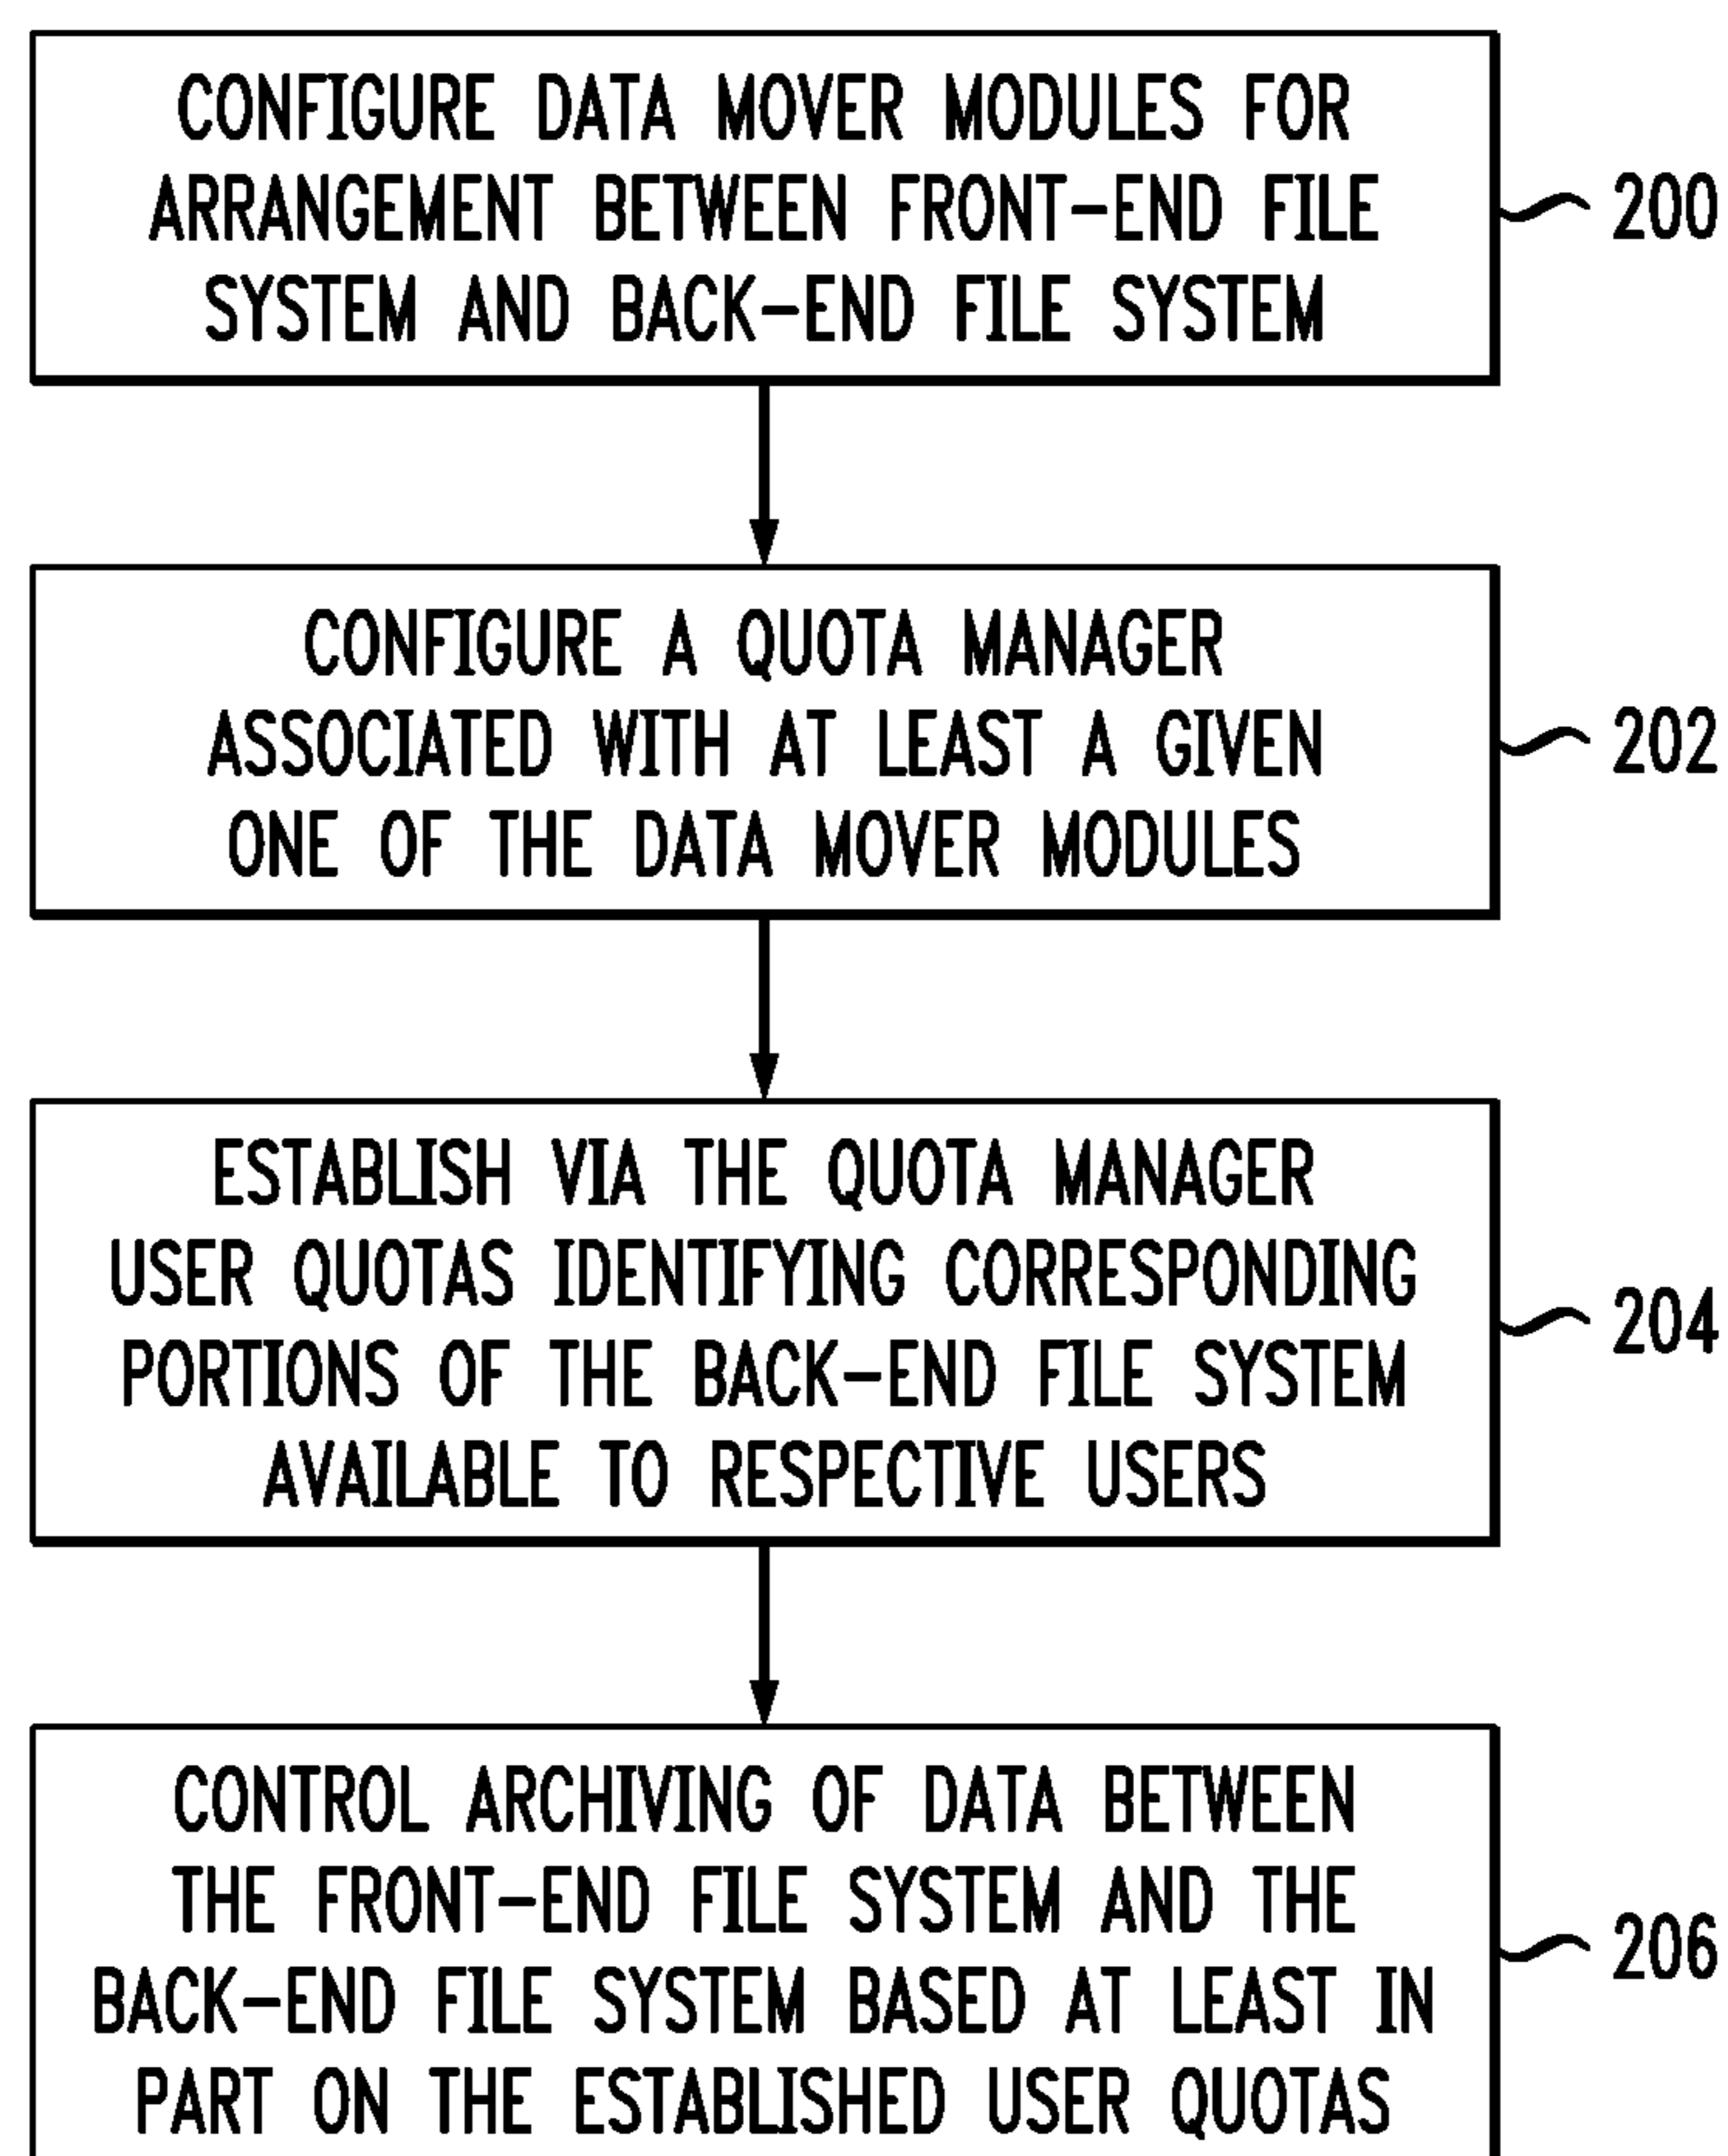 CONFIGURE DATA MOVER MODULES FOR
ARRANGEMENT BETWEEN FRONT-END FILE
SYSTEM AND BACK-END FILE SYSTEM
200
CONFIGURE A QUOTA MANAGER
ASSOCIATED WITH AT LEAST A GIVEN
ONE OF THE DATA MOVER MODULES
202
ESTABLISH VIA THE QUOTA MANAGER
USER QUOTAS IDENTIFYING CORRESPONDING
PORTIONS OF THE BACK-END FILE SYSTEM
AVAILABLE TO RESPECTIVE USERS
204
CONTROL ARCHIVING OF DATA BETWEEN
THE FRONT-END FILE SYSTEM AND THE
BACK-END FILE SYSTEM BASED AT LEAST IN
PART ON THE ESTABLISHED USER QUOTAS
206